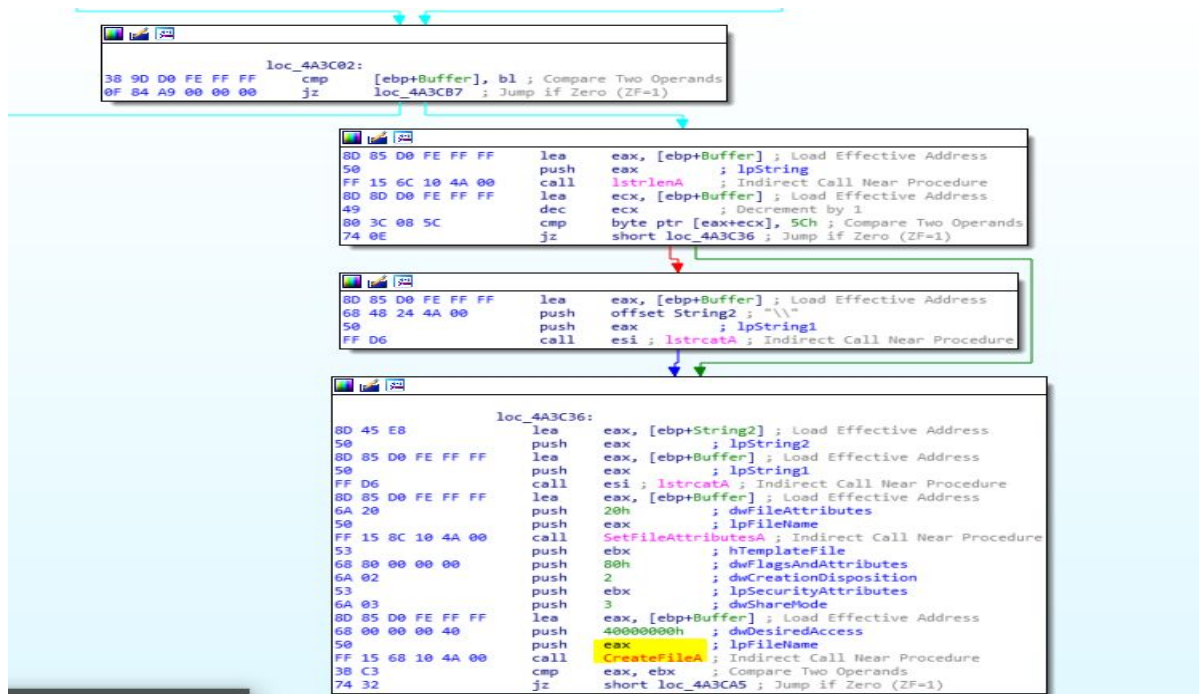 loc_4A3C02:
38 9D D0 FE FF FF cmp [ebp+Buffer], bl ; Compare Two Operands
0F 84 A9 00 00 00 jz loc_4A3CB7 ; Jump if Zero (ZF=1)
8D 85 D0 FE FF FF lea eax, [ebp+Buffer] ; Load Effective Address
50 push eax ; lpString
FF 15 6C 10 4A 00 call lstrlenA ; Indirect Call Near Procedure
8D 8D D0 FE FF FF lea ecx, [ebp+Buffer] ; Load Effective Address
49 dec ecx ; Decrement by 1
80 3C 08 5C cmp byte ptr [eax+ecx], 5Ch ; Compare Two Operands
74 0E jz short loc_4A3C36 ; Jump if Zero (ZF=1)
8D 85 D0 FE FF FF lea eax, [ebp+Buffer] ; Load Effective Address
68 48 24 4A 00 push offset String2 ; "\\"
50 push eax ; lpString1
FF D6 call esi ; lstrcatA ; Indirect Call Near Procedure
loc_4A3C36:
8D 45 E8 lea eax, [ebp+String2] ; Load Effective Address
50 push eax ; lpString2
8D 85 D0 FE FF FF lea eax, [ebp+Buffer] ; Load Effective Address
50 push eax ; lpString1
FF D6 call esi ; lstrcatA ; Indirect Call Near Procedure
8D 85 D0 FE FF FF lea eax, [ebp+Buffer] ; Load Effective Address
6A 20 push 20h ; dwFileAttributes
50 push eax ; lpFileName
FF 15 8C 10 4A 00 call SetFileAttributesA ; Indirect Call Near Procedure
53 push ebx ; hTemplateFile
68 80 00 00 00 push 80h ; dwFlagsAndAttributes
6A 02 push 2 ; dwCreationDisposition
53 push ebx ; lpSecurityAttributes
6A 03 push 3 ; dwShareMode
8D 85 D0 FE FF FF lea eax, [ebp+Buffer] ; Load Effective Address
68 00 00 00 40 push 40000000h ; dwDesiredAccess
50 push eax ; lpFileName
FF 15 68 10 4A 00 call CreateFileA ; Indirect Call Near Procedure
3B C3 cmp eax, ebx ; Compare Two Operands
74 32 jz short loc_4A3CA5 ; Jump if Zero (ZF=1)